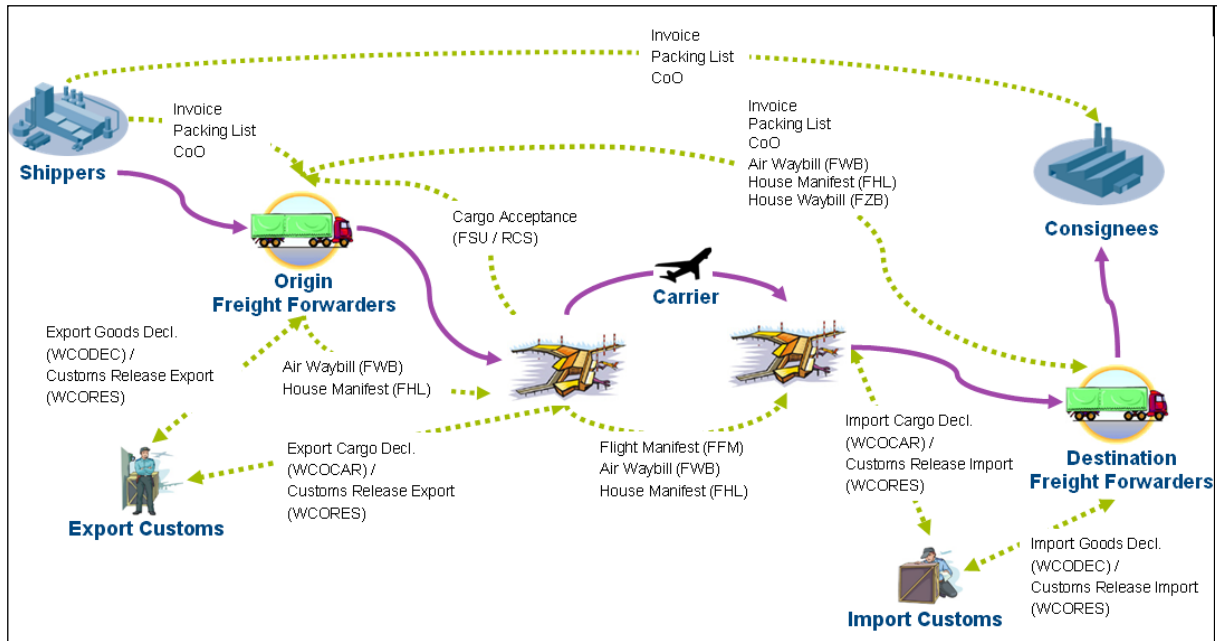 Invoice
Packing List
CoO
Invoice
Packing List
CoO
Shippers
Invoice
Packing List
CoO
Air Waybill (FWB)
House Manifest (FHL)
House Waybill (FZB)
Consignees
Cargo Acceptance
(FSU / RCS)
Origin
Freight Forwarders
Carrier
Export Goods Decl.
(WCODEC) /
Customs Release Export
(WCORES)
Air Waybill (FWB)
House Manifest (FHL)
Export Cargo Decl.
(WCOCAR) /
Customs Release Export
(WCORES)
Flight Manifest (FFM)
Air Waybill (FWB)
House Manifest (FHL)
Import Cargo Decl.
(WCOCAR) /
Customs Release Import
(WCORES)
Destination
Freight Forwarders
Export Customs
Import Goods Decl.
(WCODEC) /
Customs Release Import
(WCORES)
Import Customs